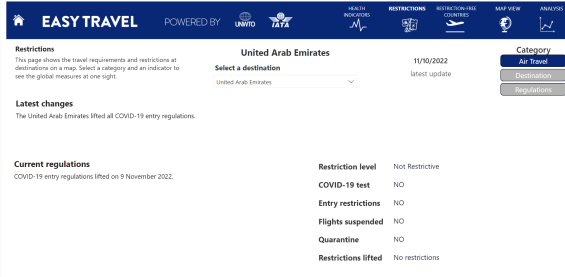 EASY TRAVEL
POWERED BY
UNWTO
IATA
HEALTH
INDICATORS
RESTRICTIONS
RESTRICTION-FREE
COUNTRIES
MAP VIEW
ANALYSIS
Restrictions
This page shows the travel requirements and restrictions at
destinations on a map. Select a category and an indicator to
see the global measures at one sight.
United Arab Emirates
Select a destination
United Arab Emirates
11/10/2022
latest update
Category
Air Travel
Destination
Regulations
Latest changes
The United Arab Emirates lifted all COVID-19 entry regulations.
Current regulations
COVID-19 entry regulations lifted on 9 November 2022.
Restriction level Not Restrictive
COVID-19 test NO
Entry restrictions NO
Flights suspended NO
Quarantine NO
Restrictions lifted No restrictions